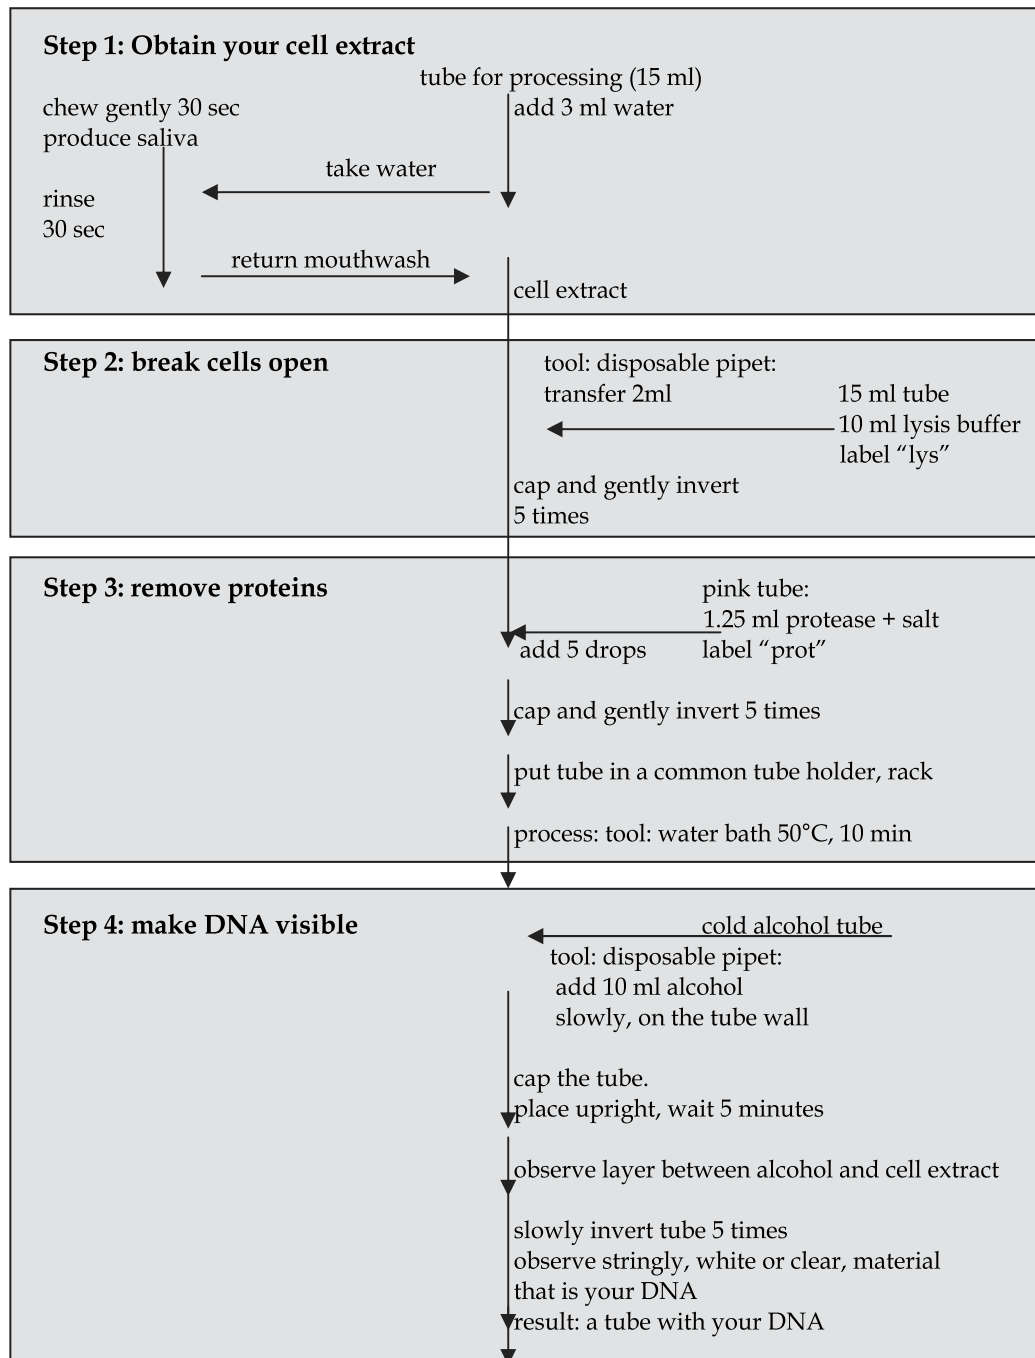 Step 1: Obtain your cell extract
tube for processing (15 ml)
add 3 ml water
chew gently 30 sec
produce saliva
take water
rinse
30 sec
return mouthwash
cell extract
Step 2: break cells open
tool: disposable pipet:
transfer 2ml
15 ml tube
10 ml lysis buffer
label “lys”
cap and gently invert
5 times
Step 3: remove proteins
pink tube:
1.25 ml protease + salt
label “prot”
add 5 drops
cap and gently invert 5 times
put tube in a common tube holder, rack
process: tool: water bath 50°C, 10 min
Step 4: make DNA visible
cold alcohol tube
tool: disposable pipet:
add 10 ml alcohol
slowly, on the tube wall
cap the tube.
place upright, wait 5 minutes
observe layer between alcohol and cell extract
slowly invert tube 5 times
observe stringly, white or clear, material
that is your DNA
result: a tube with your DNA